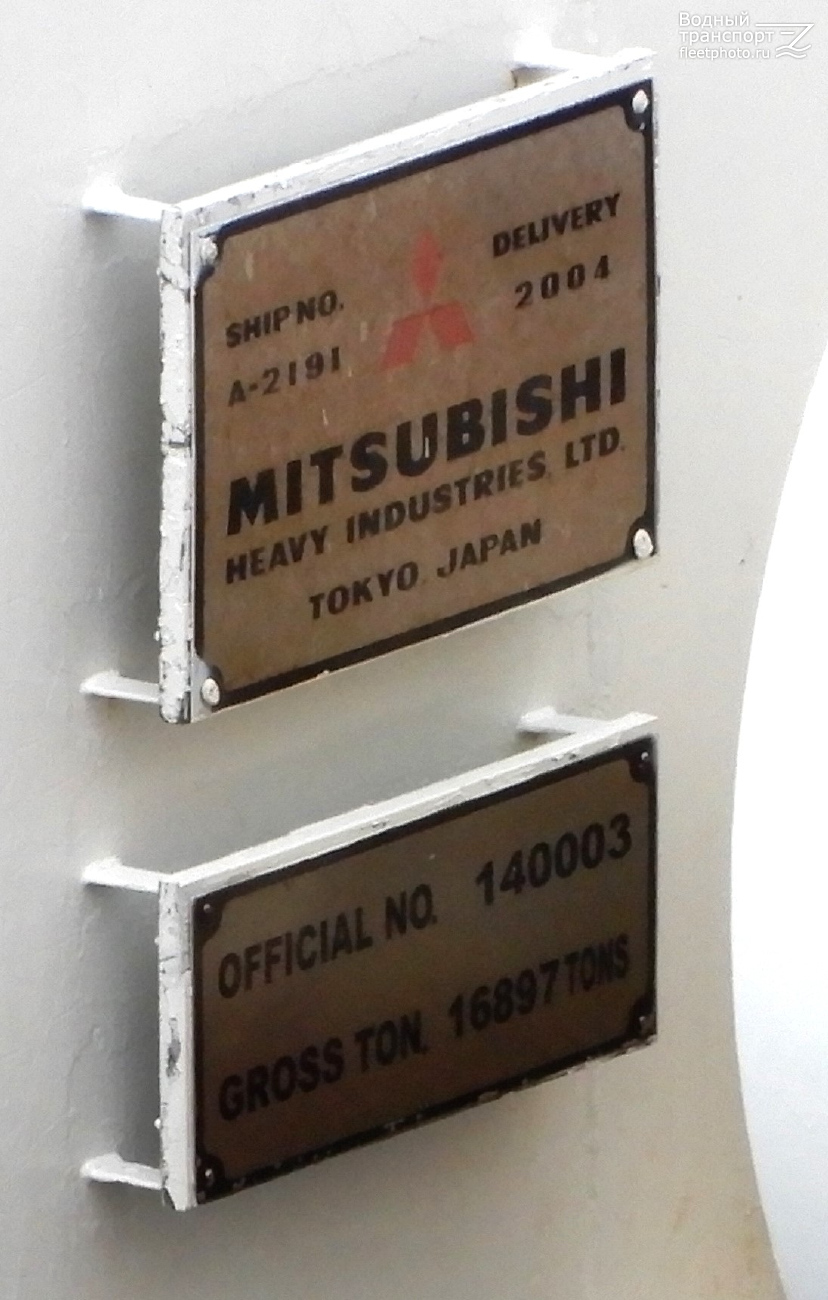 Водный
транспорт
fleetphoto.ru
SHIP NO. DELIVERY
A-2191 2004
MITSUBISHI
HEAVY INDUSTRIES, LTD.
TOKYO, JAPAN
OFFICIAL NO. 140003
GROSS TON. 16897 TONS